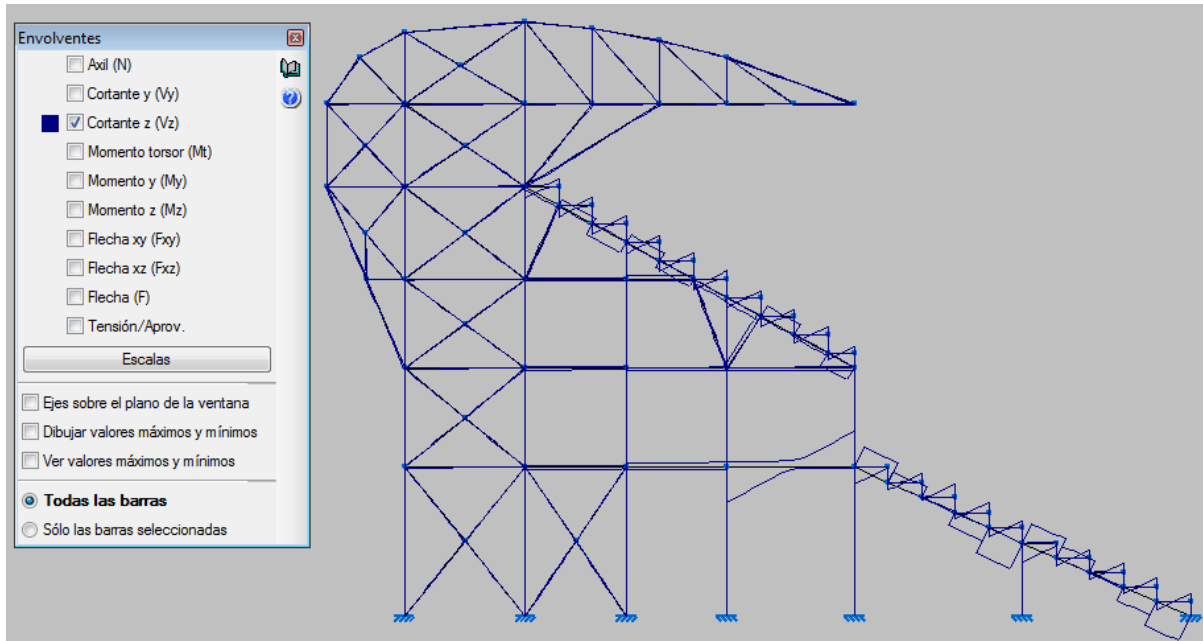 Envolventes
Axil (N)
Cortante y (Vy)
Cortante z (Vz)
Momento torsor (Mt)
Momento y (My)
Momento z (Mz)
Flecha xy (Fxy)
Flecha xz (Fxz)
Flecha (F)
Tensión/Aprov.
Escalas
Ejes sobre el plano de la ventana
Dibujar valores máximos y mínimos
Ver valores máximos y mínimos
Todas las barras
Sólo las barras seleccionadas